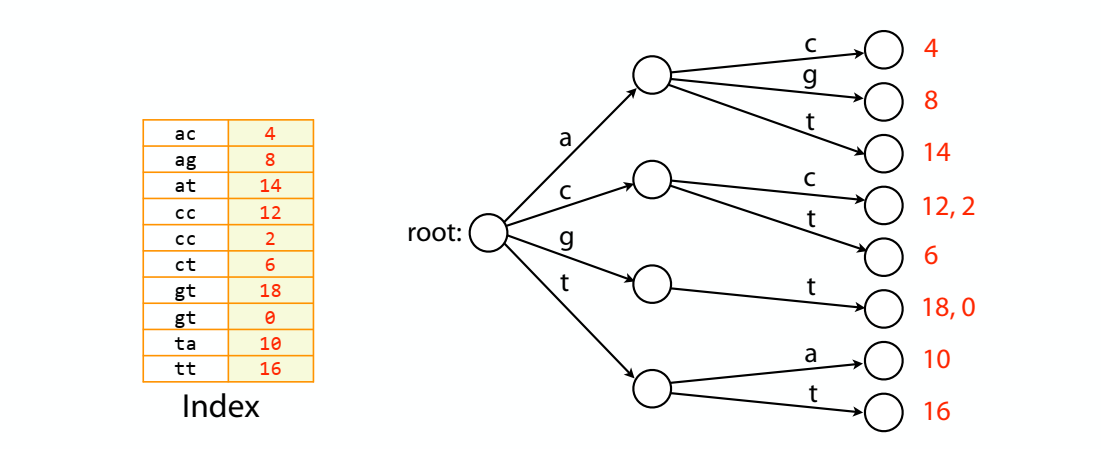 ac 4
ag 8
at 14
cc 12
cc 2
ct 6
gt 18
gt 0
ta 10
tt 16
Index
root:
a
c
g
t
c 4
g 8
t 14
c 12, 2
t 6
t 18, 0
a 10
t 16